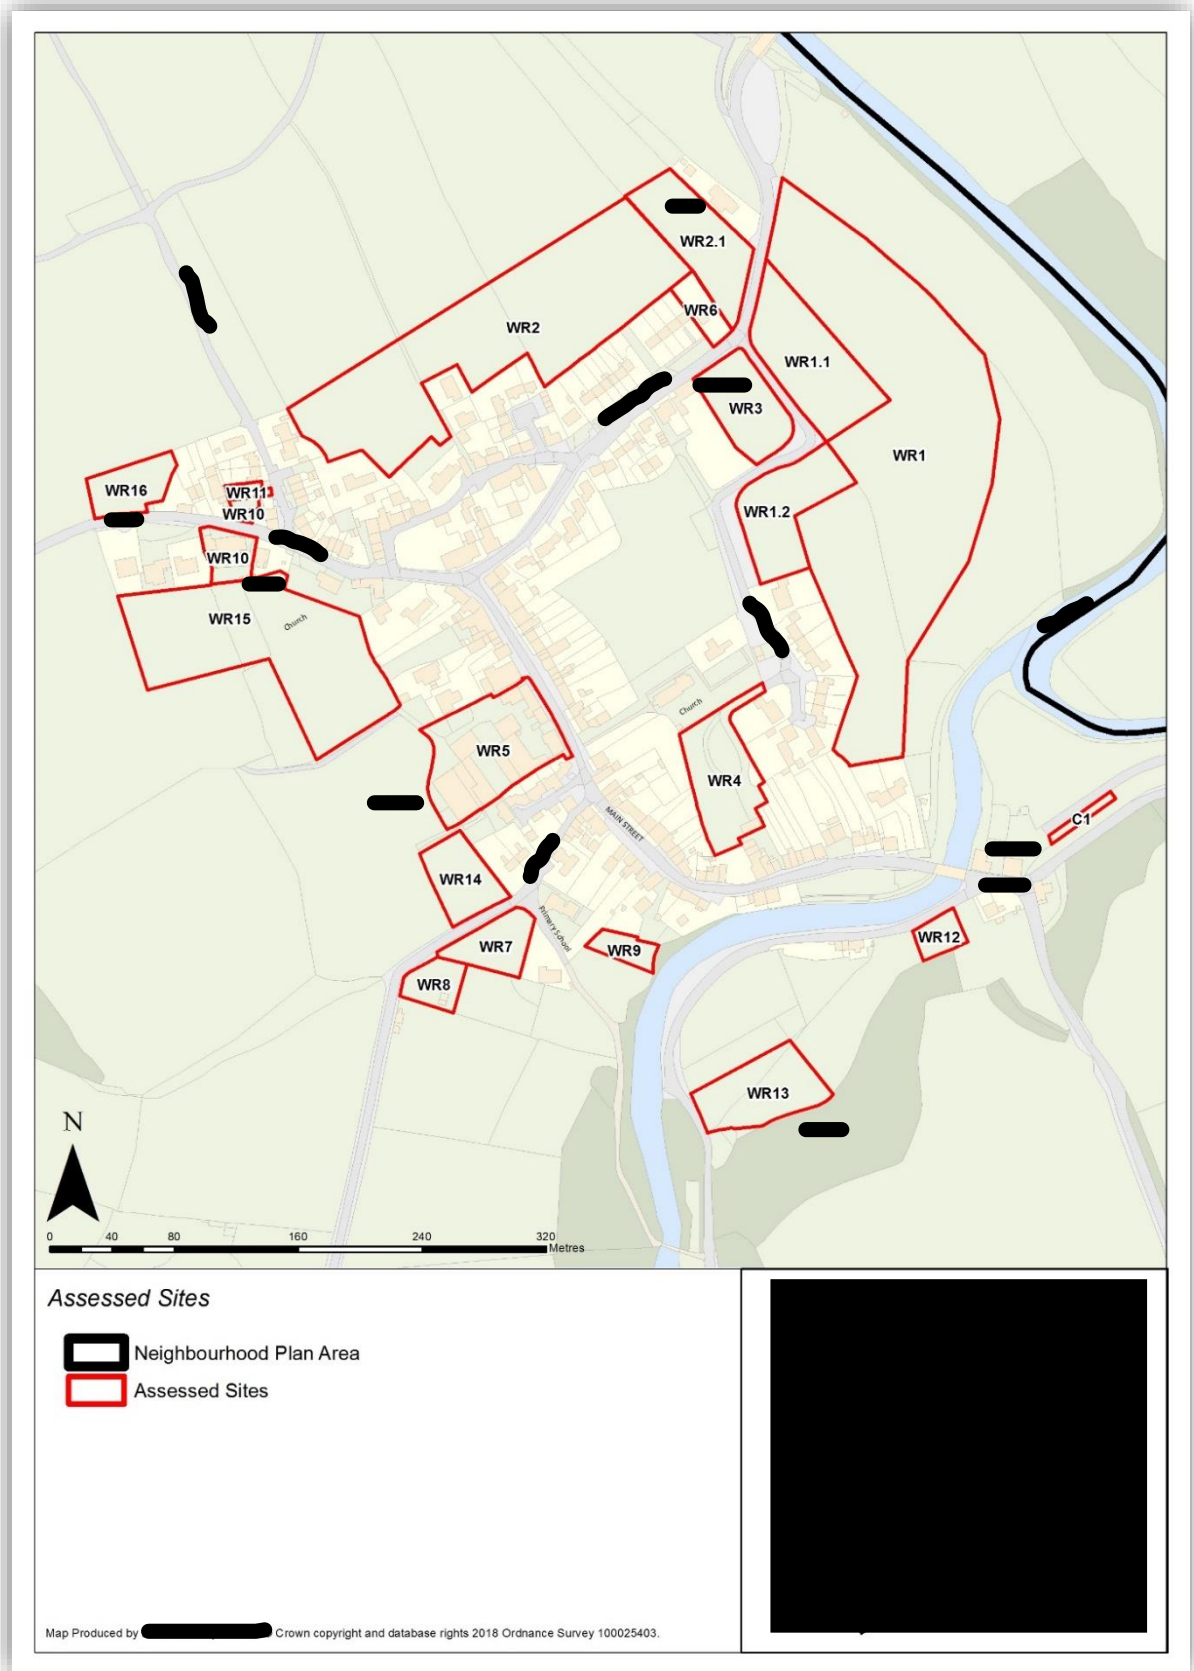 WR2.1
WR6
WR2
WR1.1
WR3
WR1
WR16
WR11
WR10
WR1.2
WR10
WR15
Church
Church
WR5
WR4
MAIN STREET
C1
WR14
Primary School
WR7
WR9
WR12
WR8
WR13
N
0 40 80 160 240 320
Metres
Assessed Sites
Neighbourhood Plan Area
Assessed Sites
Map Produced by Crown copyright and database rights 2018 Ordnance Survey 100025403.